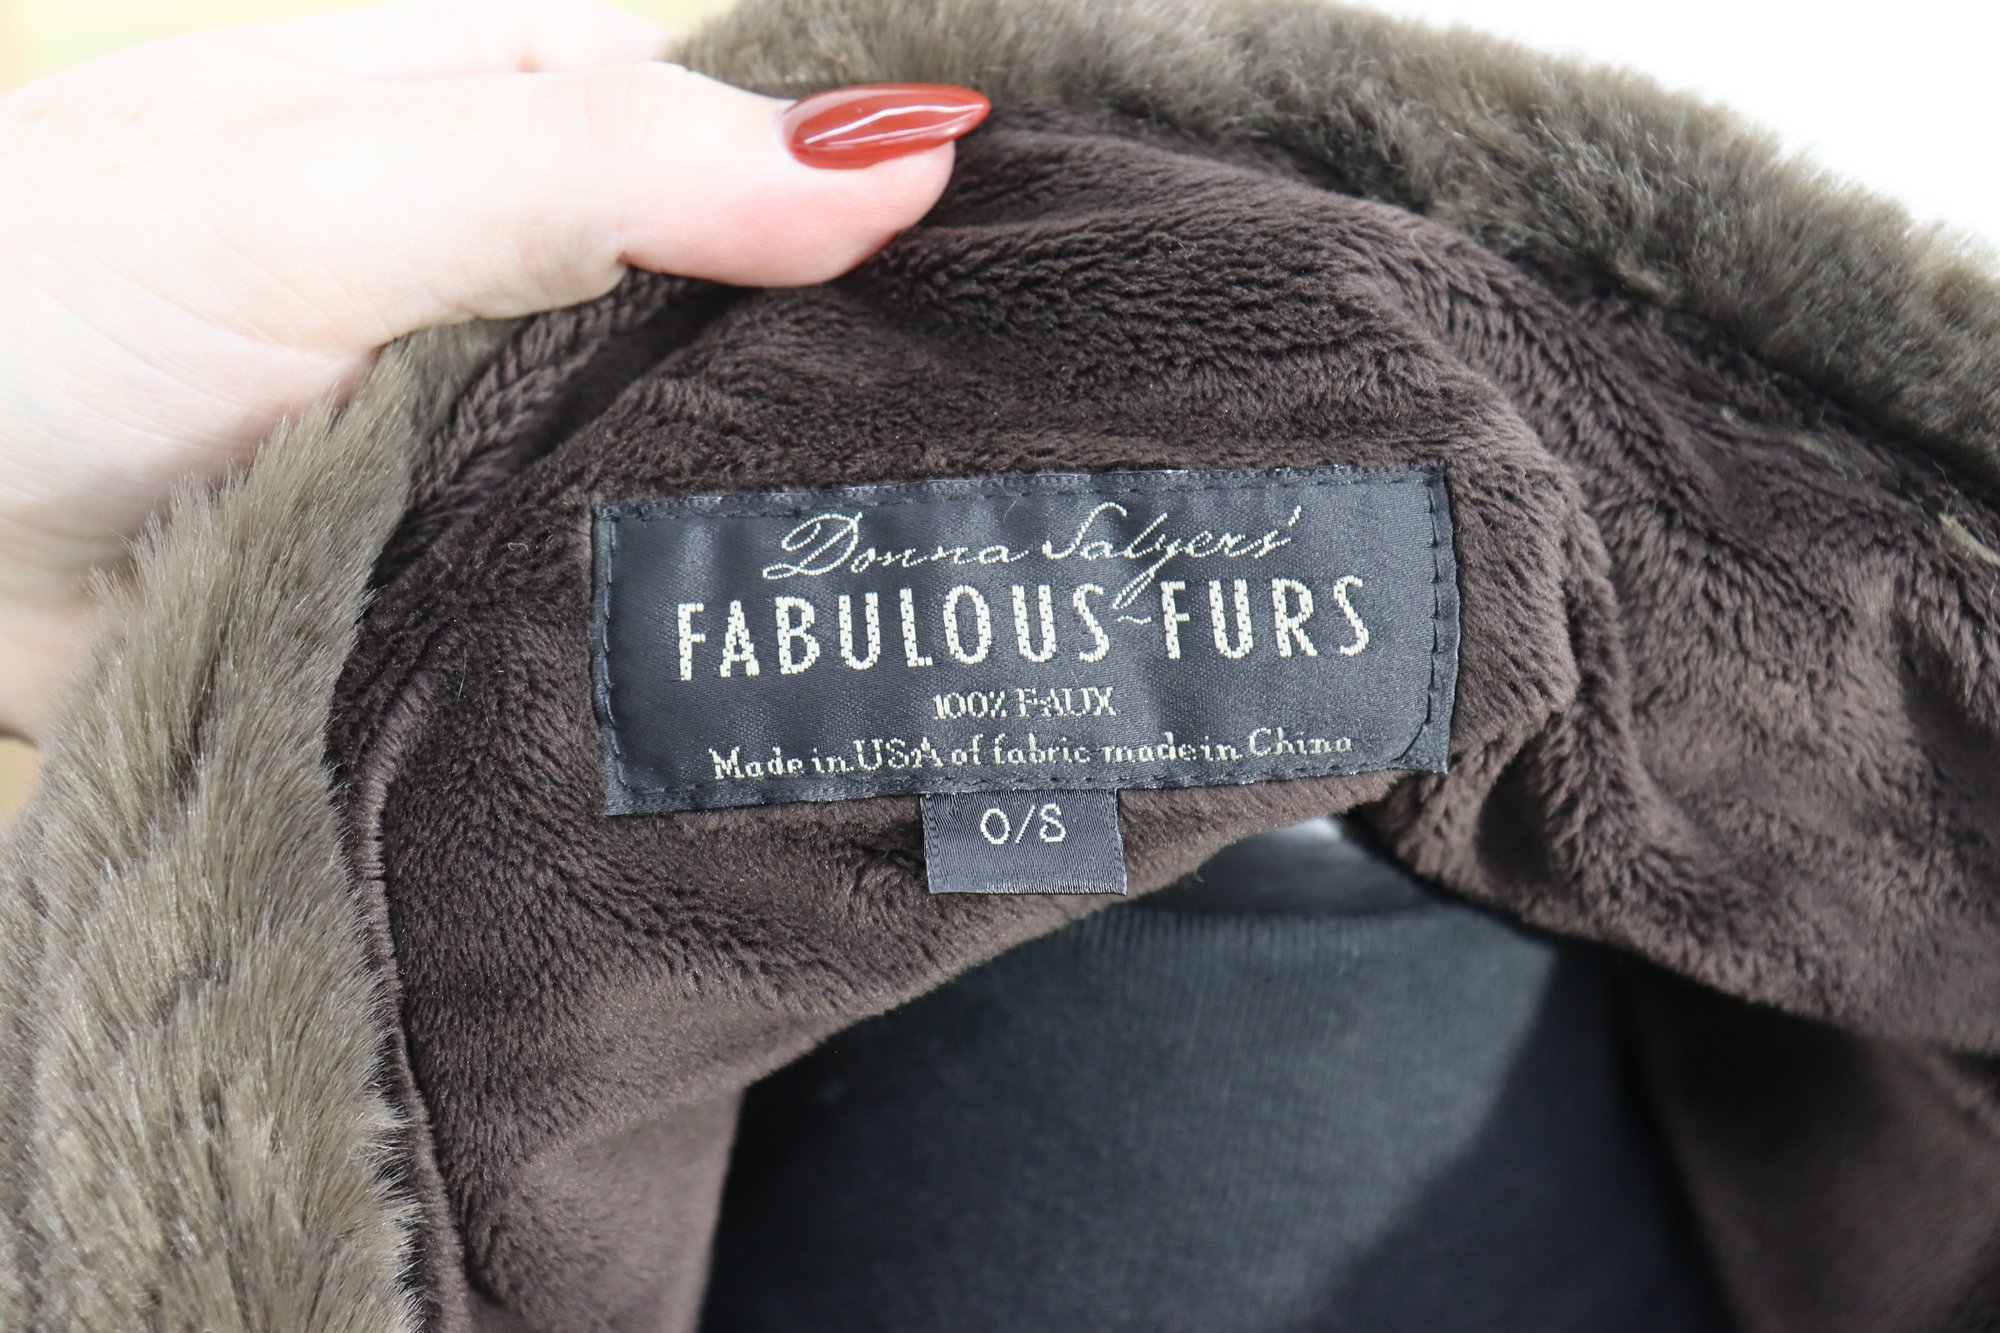 Donna Salyers'
FABULOUS~FURS
100% FAUX
Made in USA of fabric made in China
O/S